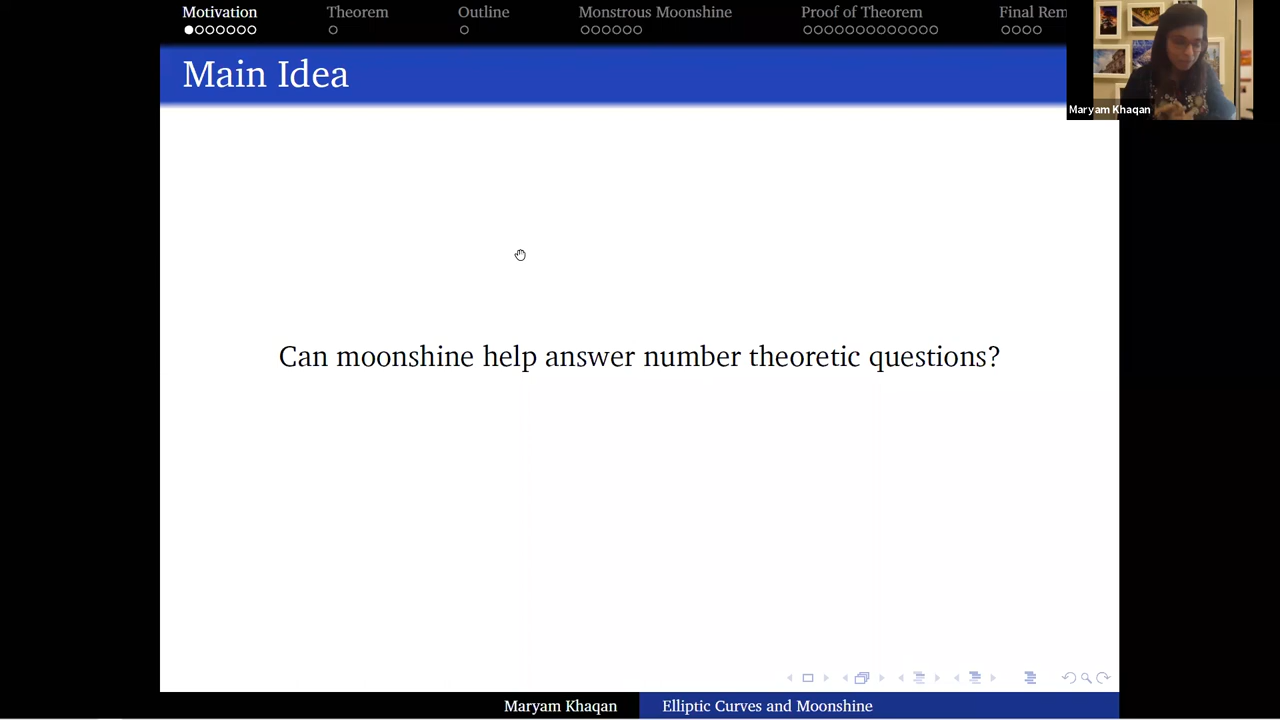 Motivation Theorem Outline Monstrous Moonshine Proof of Theorem Final Rem
Main Idea
Maryam Khaqan
Can moonshine help answer number theoretic questions?
Maryam Khaqan Elliptic Curves and Moonshine